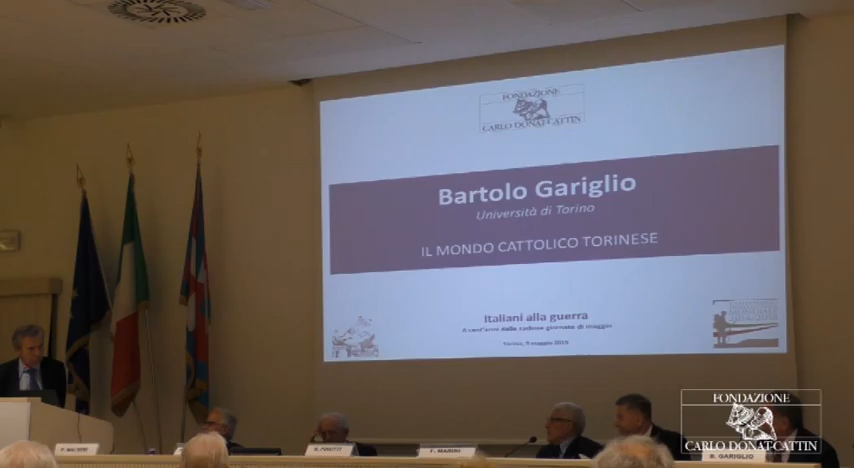 FONDAZIONE
CARLO DONAT-CATTIN
Bartolo Gariglio
Università di Torino
IL MONDO CATTOLICO TORINESE
Italiani alla guerra
A cent'anni dalle radiose giornate di maggio
Torino, 9 maggio 2015
F. MARINI
B. GARIGLIO
FONDAZIONE
CARLO DONAT-CATTIN